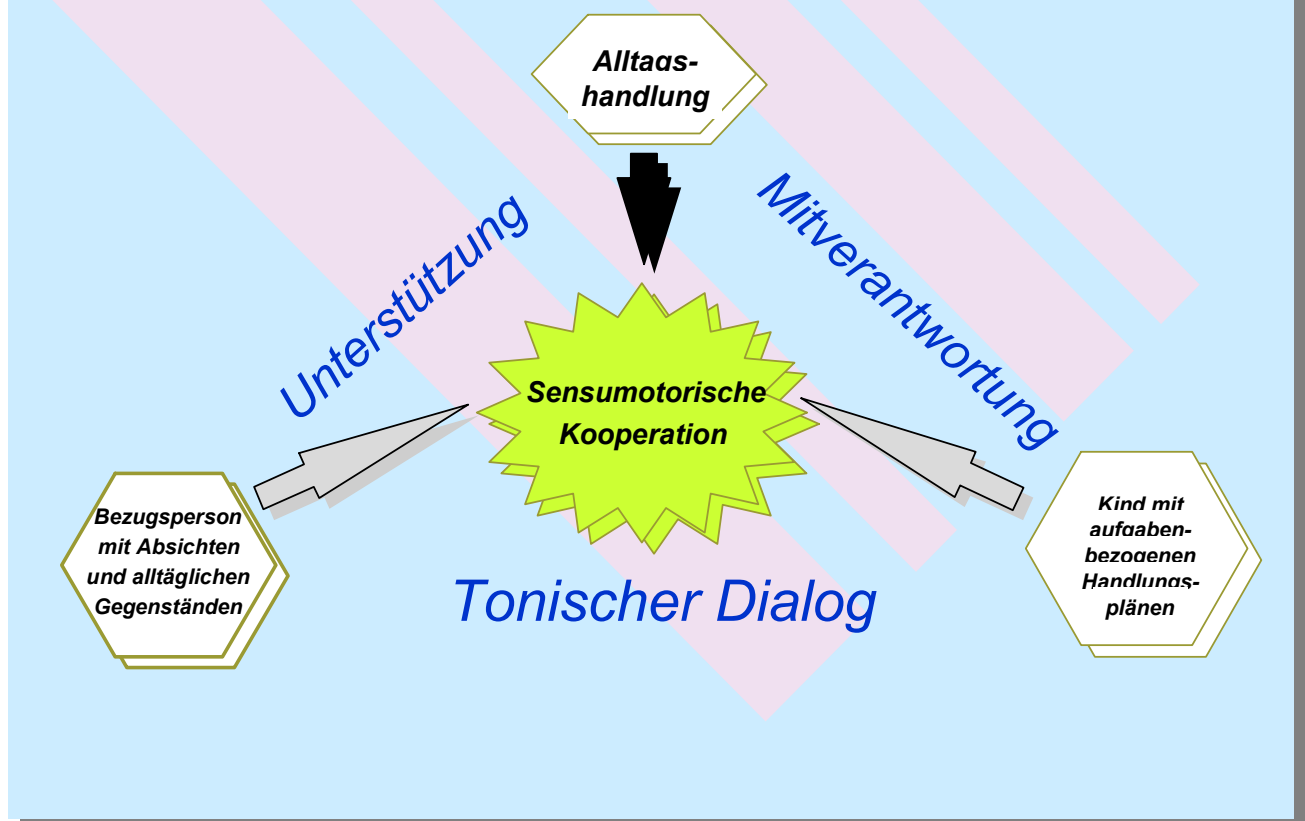 Alltags-
handlung
Unterstützung
Mitverantwortung
Sensumotorische
Kooperation
Bezugsperson
mit Absichten
und alltäglichen
Gegenständen
Kind mit
aufgaben-
bezogenen
Handlungs-
plänen
Tonischer Dialog